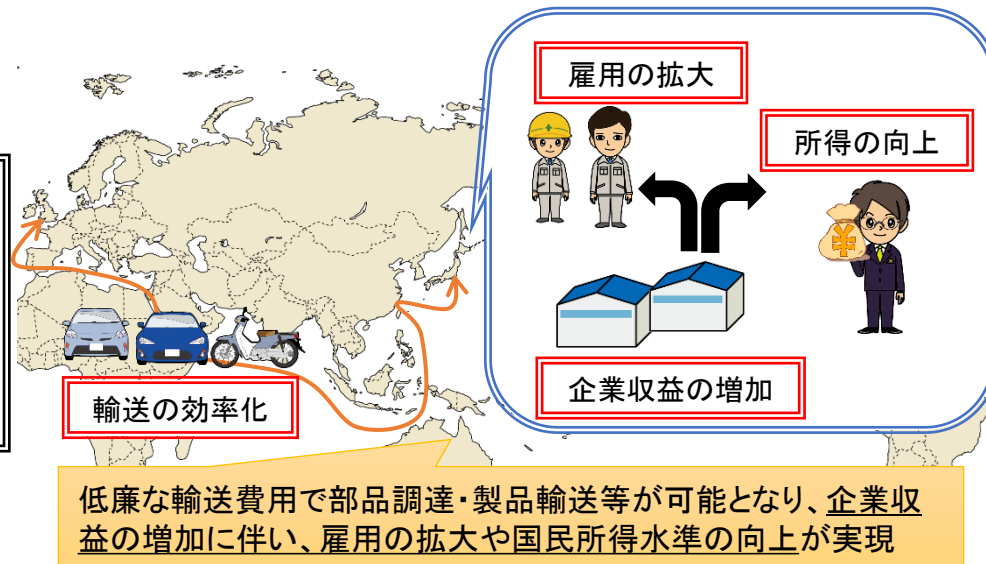 雇用の拡大
所得の向上
¥
企業収益の増加
輸送の効率化
低廉な輸送費用で部品調達・製品輸送等が可能となり、企業収
益の増加に伴い、雇用の拡大や国民所得水準の向上が実現